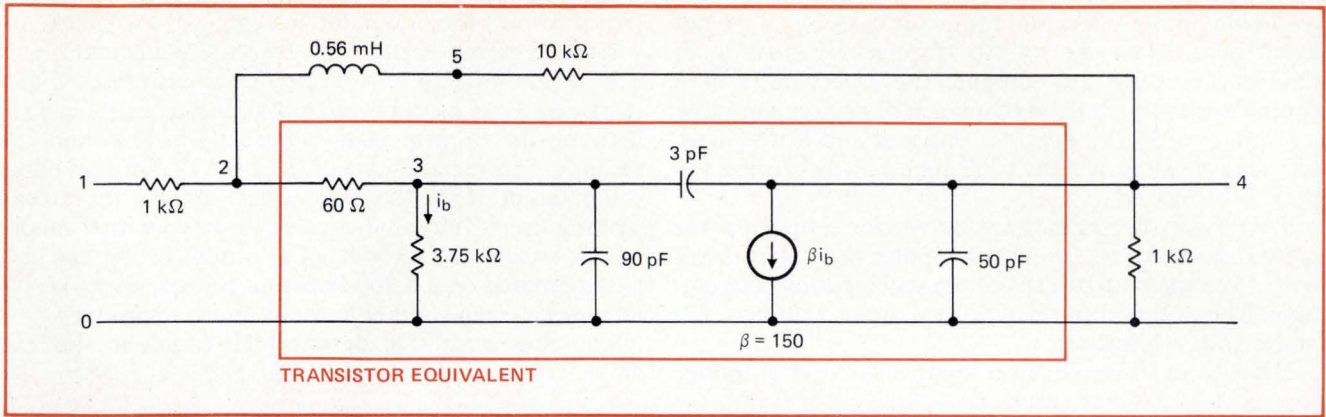 0.56 mH
5
10 kΩ
1
1 kΩ
2
60 Ω
3
ib
3.75 kΩ
90 pF
3 pF
βib
50 pF
4
1 kΩ
0
β = 150
TRANSISTOR EQUIVALENT